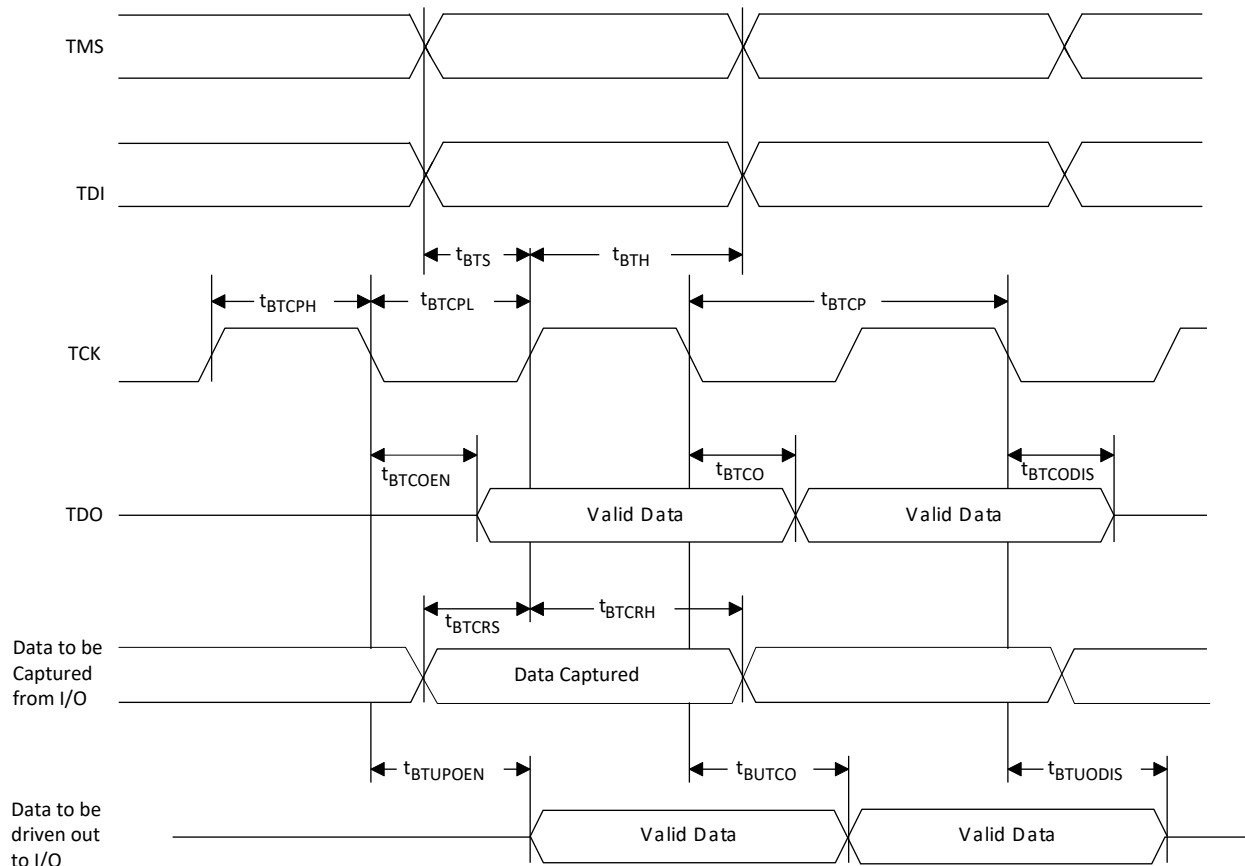 TMS
TDI
tBTS
tBTH
tBTCPH
tBTCPL
tBTCP
TCK
tBTCOEN
tBTCO
tBTCODIS
TDO
Valid Data
Valid Data
tBTCRS
tBTCRH
Data to be
Captured
from I/O
Data Captured
tBTUPOEN
tBUTCO
tBTUODIS
Data to be
driven out
to I/O
Valid Data
Valid Data